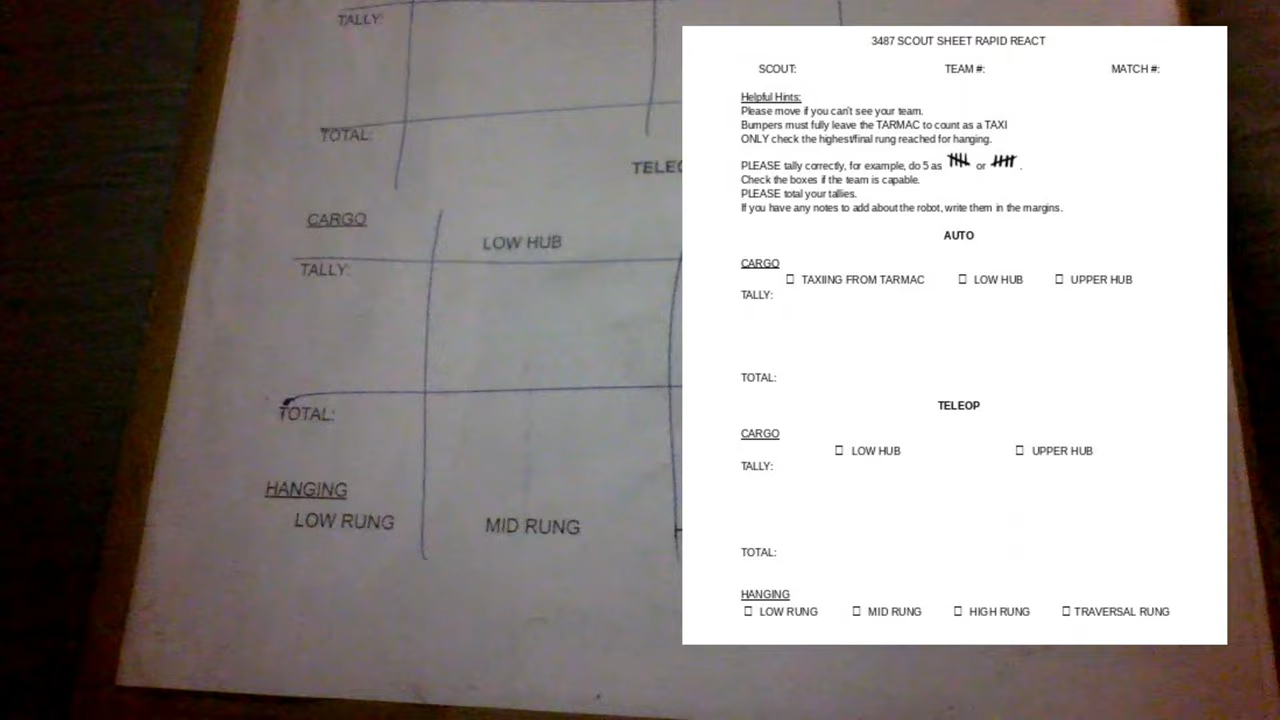 TALLY:
TOTAL:
TELEO
CARGO
LOW HUB
TALLY:
TOTAL:
HANGING
LOW RUNG MID RUNG
3487 SCOUT SHEET RAPID REACT
SCOUT: TEAM #: MATCH #:
Helpful Hints:
Please move if you can't see your team.
Bumpers must fully leave the TARMAC to count as a TAXI
ONLY check the highest/final rung reached for hanging.
PLEASE tally correctly, for example, do 5 as or .
Check the boxes if the team is capable.
PLEASE total your tallies.
If you have any notes to add about the robot, write them in the margins.
AUTO
CARGO
☐ TAXIING FROM TARMAC ☐ LOW HUB ☐ UPPER HUB
TALLY:
TOTAL:
TELEOP
CARGO
☐ LOW HUB ☐ UPPER HUB
TALLY:
TOTAL:
HANGING
☐ LOW RUNG ☐ MID RUNG ☐ HIGH RUNG ☐ TRAVERSAL RUNG